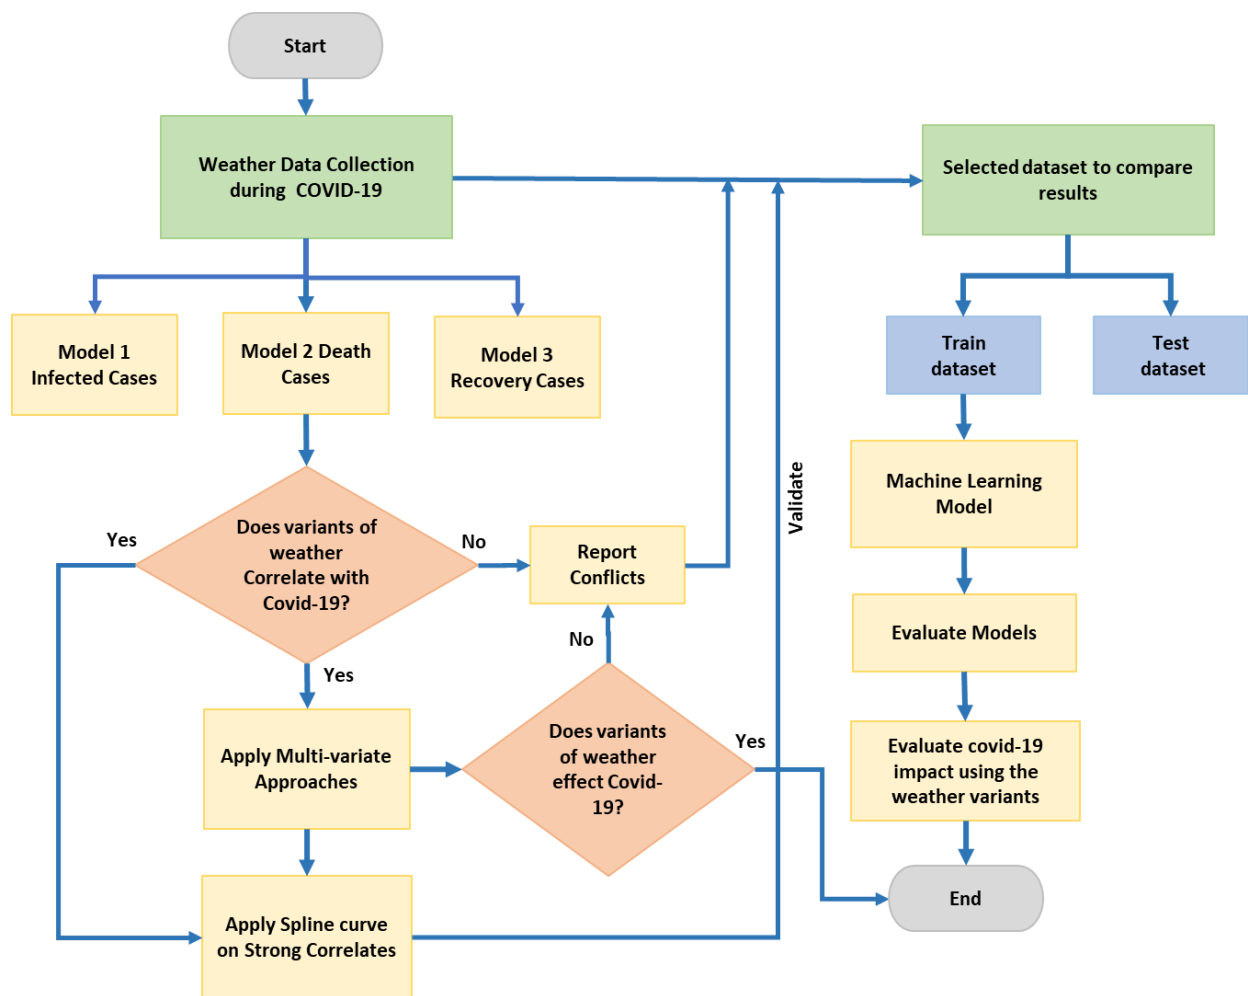 Start
Weather Data Collection
during COVID-19
Selected dataset to compare
results
Model 1
Infected Cases
Model 2 Death
Cases
Model 3
Recovery Cases
Train
dataset
Test
dataset
Does variants of
weather
Correlate with
Covid-19?
Yes
No
Yes
Report
Conflicts
No
Validate
Machine Learning
Model
Evaluate Models
Apply Multi-variate
Approaches
Does variants
of weather
effect Covid-
19?
Yes
Evaluate covid-19
impact using the
weather variants
Apply Spline curve
on Strong Correlates
End